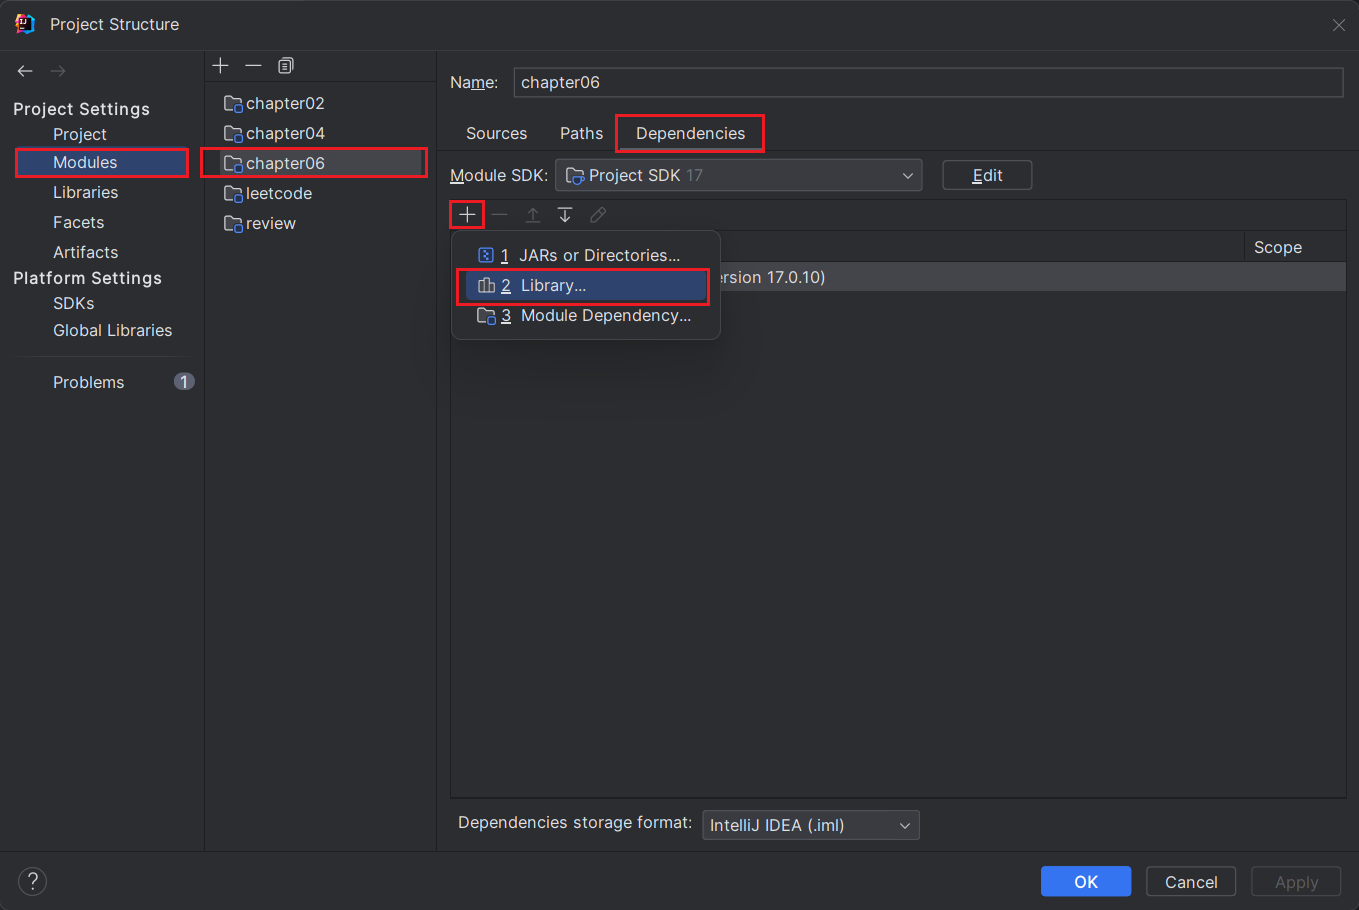 Project Structure
Project Settings
Project
Modules
Libraries
Facets
Artifacts
Platform Settings
SDKs
Global Libraries
Problems 1
chapter02
chapter04
chapter06
leetcode
review
Name: chapter06
Sources Paths Dependencies
Module SDK: Project SDK 17 Edit
Scope
1 JARs or Directories...
2 Library...
3 Module Dependency...
17.0.10)
Dependencies storage format: IntelliJ IDEA (.iml)
? OK Cancel Apply